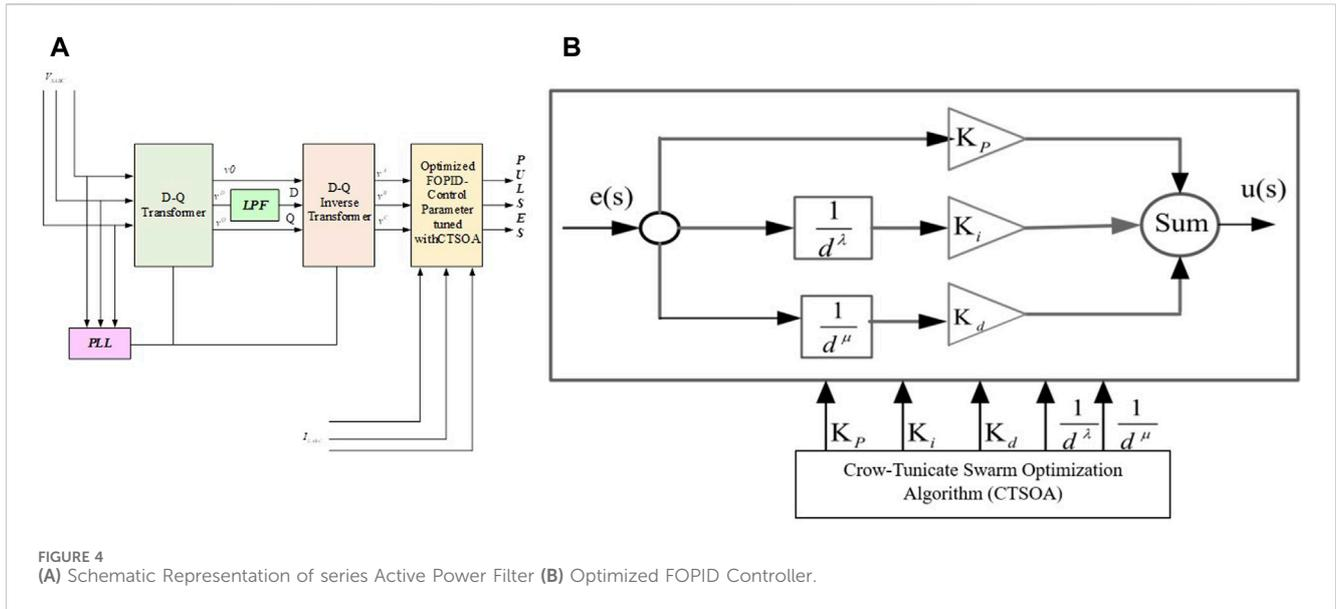 A
B
D-Q
Transformer
v0
LPF
D
Q
D-Q
Inverse
Transformer
Optimized
FOPID-
Control
Parameter
tuned
withCTSOA
P
U
L
S
E
S
PLL
e(s)
K_P
1
d^λ
K_i
1
d^μ
K_d
Sum
u(s)
K_P
K_i
K_d
1
d^λ
1
d^μ
Crow-Tunicate Swarm Optimization
Algorithm (CTSOA)
FIGURE 4
(A) Schematic Representation of series Active Power Filter (B) Optimized FOPID Controller.